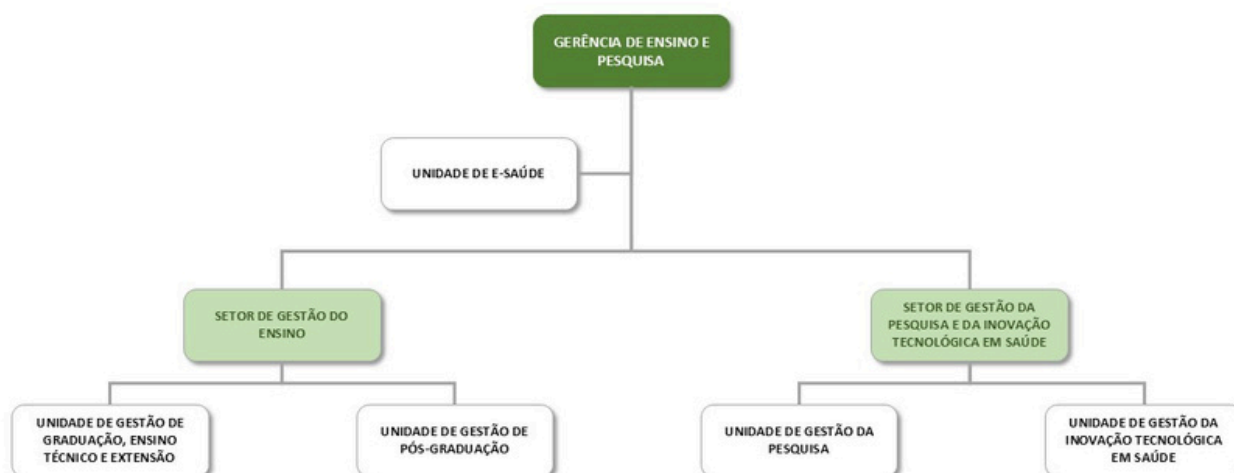 GERÊNCIA DE ENSINO E
PESQUISA
UNIDADE DE E-SAÚDE
SETOR DE GESTÃO DO
ENSINO
SETOR DE GESTÃO DA
PESQUISA E DA INOVAÇÃO
TECNOLÓGICA EM SAÚDE
UNIDADE DE GESTÃO DE
GRADUAÇÃO, ENSINO
TÉCNICO E EXTENSÃO
UNIDADE DE GESTÃO DE
PÓS-GRADUAÇÃO
UNIDADE DE GESTÃO DA
PESQUISA
UNIDADE DE GESTÃO DA
INOVAÇÃO TECNOLÓGICA
EM SAÚDE